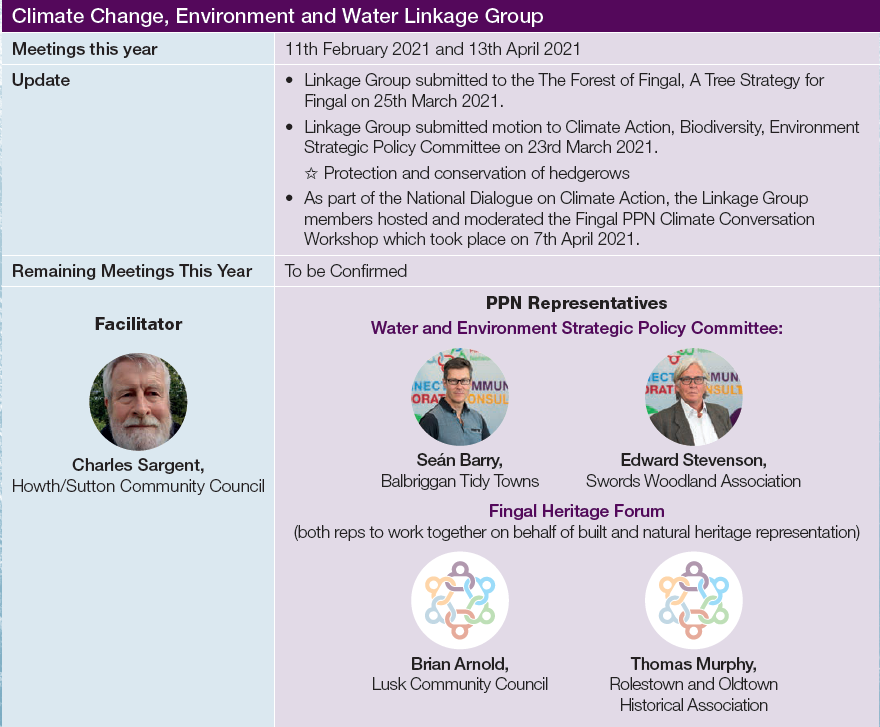 Climate Change, Environment and Water Linkage Group
Meetings this year
11th February 2021 and 13th April 2021
Update
• Linkage Group submitted to the The Forest of Fingal, A Tree Strategy for
Fingal on 25th March 2021.
• Linkage Group submitted motion to Climate Action, Biodiversity, Environment
Strategic Policy Committee on 23rd March 2021.
☆ Protection and conservation of hedgerows
• As part of the National Dialogue on Climate Action, the Linkage Group
members hosted and moderated the Fingal PPN Climate Conversation
Workshop which took place on 7th April 2021.
Remaining Meetings This Year
To be Confirmed
Facilitator
Charles Sargent,
Howth/Sutton Community Council
PPN Representatives
Water and Environment Strategic Policy Committee:
Seán Barry,
Balbriggan Tidy Towns
Edward Stevenson,
Swords Woodland Association
Fingal Heritage Forum
(both reps to work together on behalf of built and natural heritage representation)
Brian Arnold,
Lusk Community Council
Thomas Murphy,
Rolestown and Oldtown
Historical Association